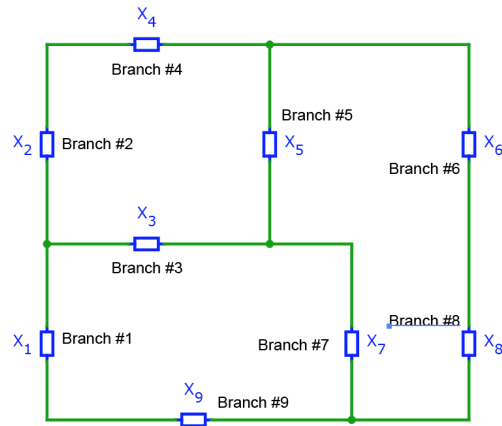 X4
Branch #4
Branch #5
X2 Branch #2
X5
X6
Branch #6
X3
Branch #3
Branch #8
X1 Branch #1
Branch #7 X7
X8
X9
Branch #9